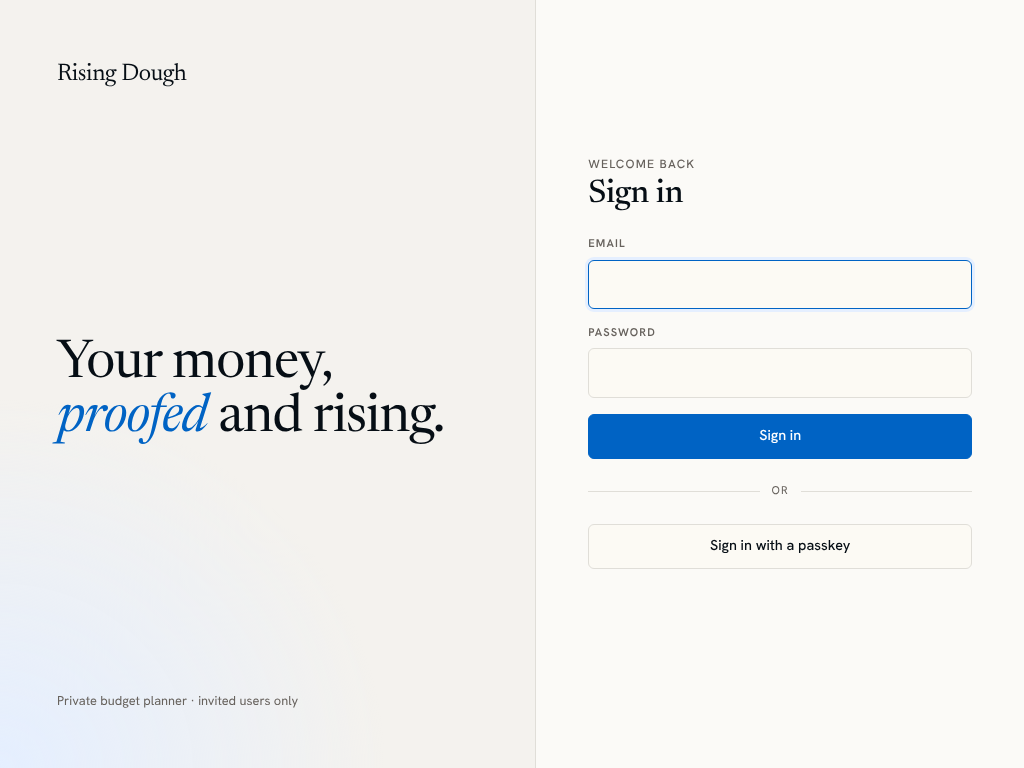 Rising Dough
Your money,
proofed and rising.
Private budget planner · invited users only
WELCOME BACK
Sign in
EMAIL
PASSWORD
Sign in
OR
Sign in with a passkey